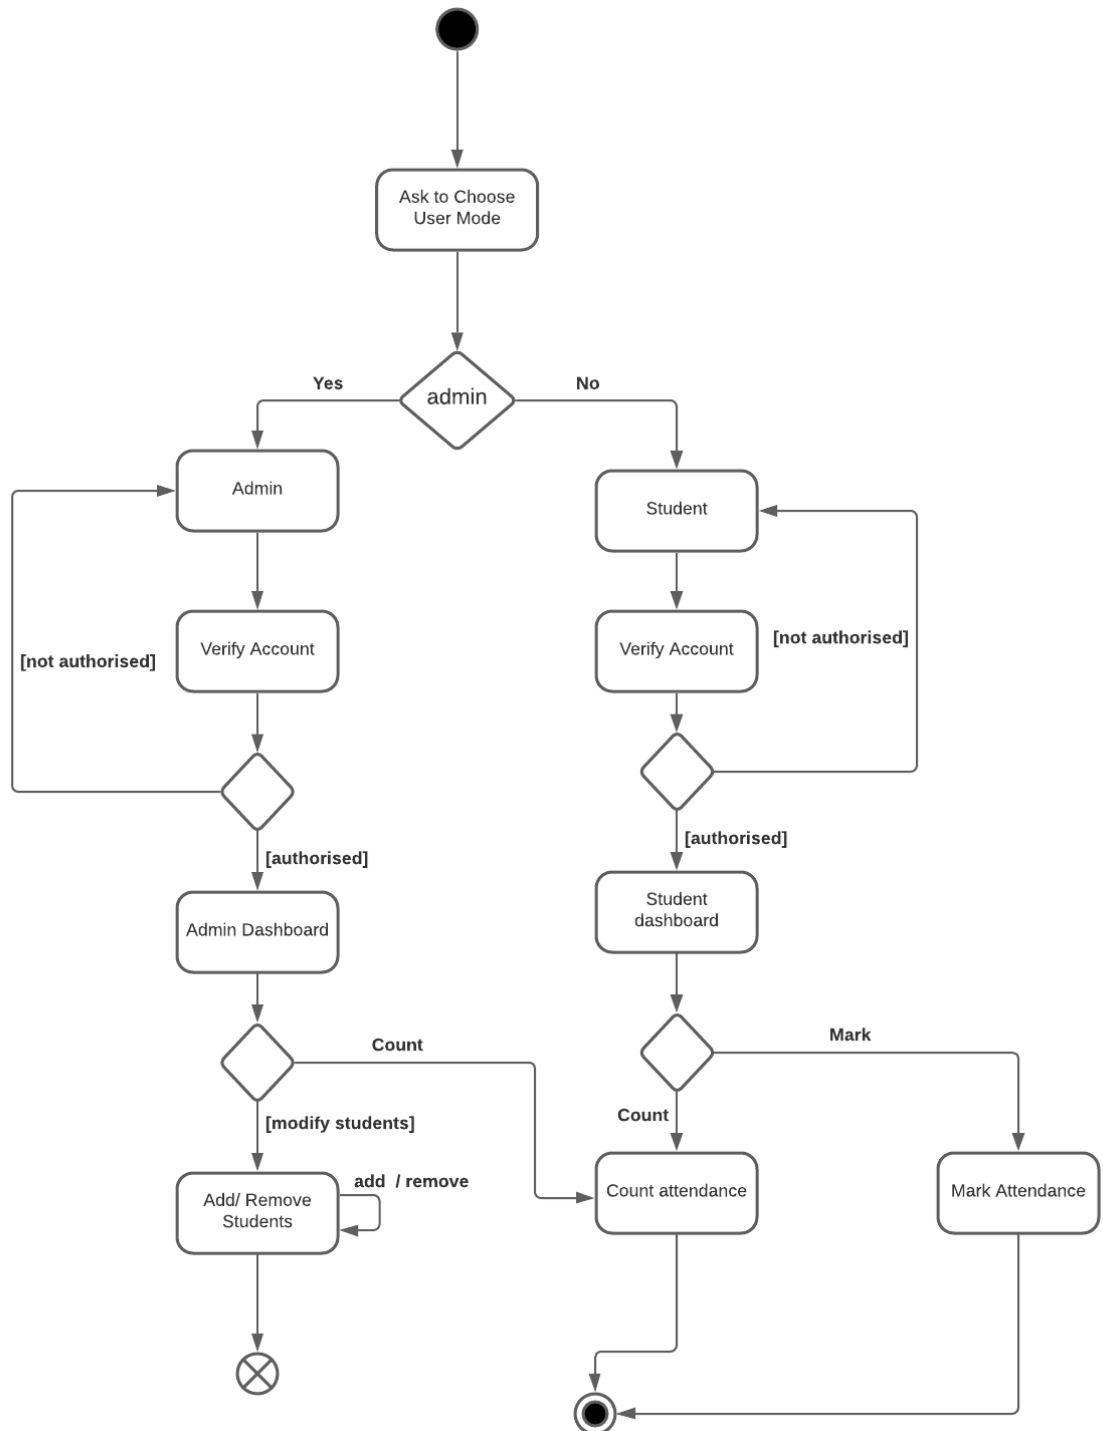 Ask to Choose
User Mode
admin
Yes
No
Admin
Student
Verify Account
Verify Account
[not authorised]
[not authorised]
[authorised]
[authorised]
Admin Dashboard
Student
dashboard
Count
Mark
[modify students]
Count
add  / remove
Add/ Remove
Students
Count attendance
Mark Attendance